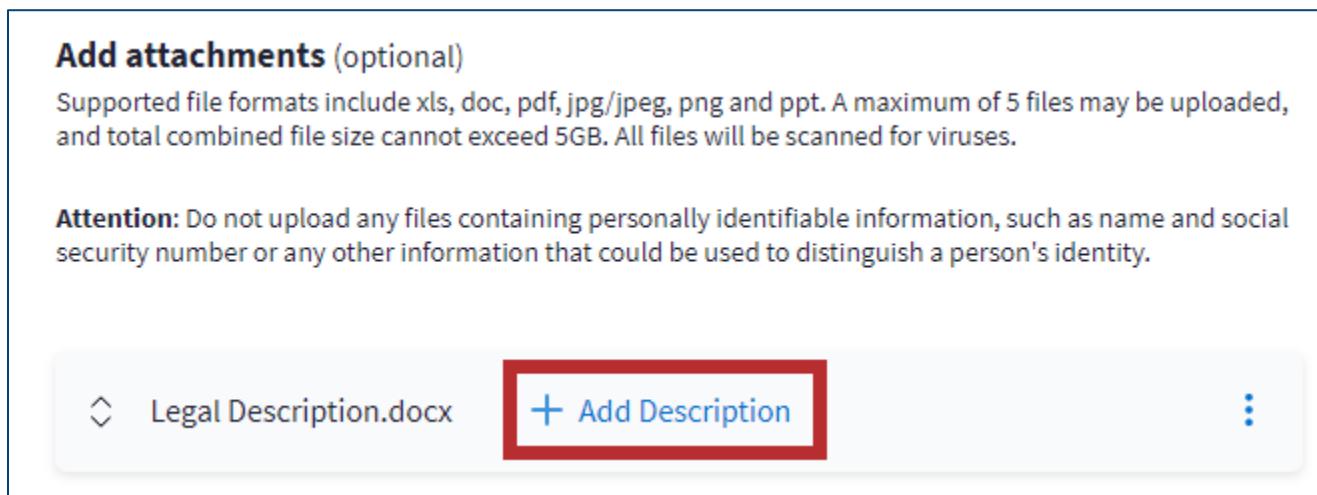 Add attachments (optional)
Supported file formats include xls, doc, pdf, jpg/jpeg, png and ppt. A maximum of 5 files may be uploaded,
and total combined file size cannot exceed 5GB. All files will be scanned for viruses.
Attention: Do not upload any files containing personally identifiable information, such as name and social
security number or any other information that could be used to distinguish a person's identity.
Legal Description.docx + Add Description